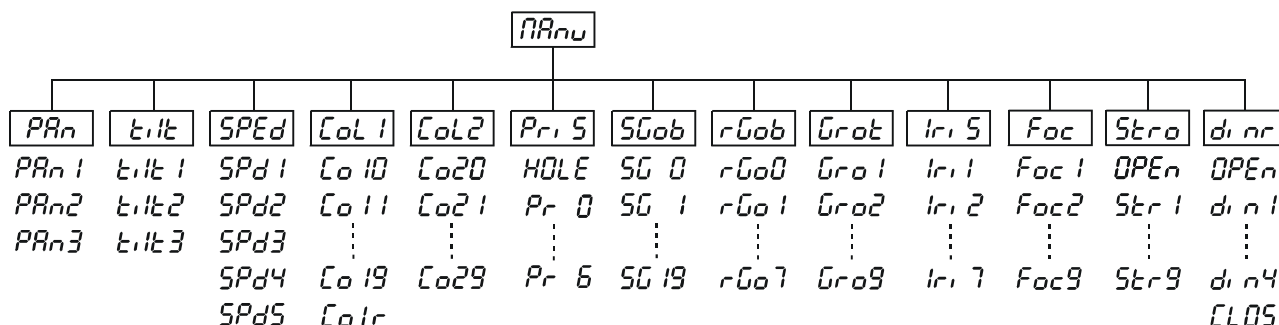 MAnu
PAn tilt SPEd CoL1 CoL2 PriS SGob rGob Grot IriS Foc Stro dinr
PAn1 tilt1 SPd1 Co10 Co20 HOLE SG 0 rGo0 Gro1 Iri1 Foc1 OPEn OPEn
PAn2 tilt2 SPd2 Co11 Co21 Pr 0 SG 1 rGo1 Gro2 Iri2 Foc2 Str1 din1
PAn3 tilt3 SPd3
SPd4 Co19 Co29 Pr 6 SG19 rGo7 Gro9 Iri7 Foc9 Str9 din4
SPd5 Colr CLOS